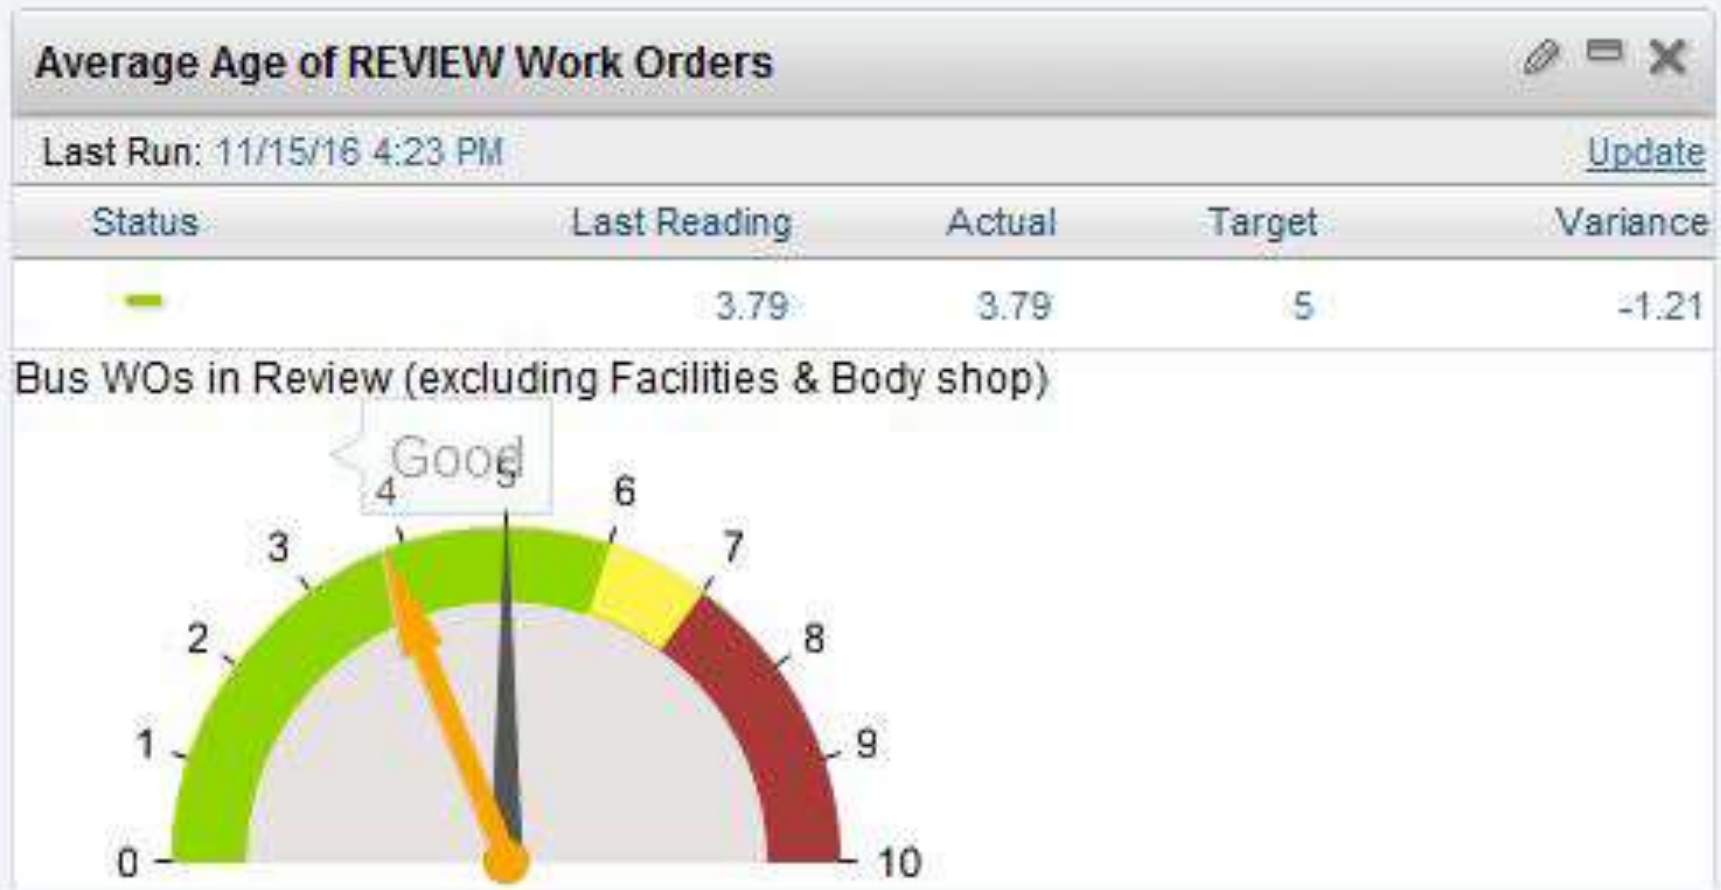 Average Age of REVIEW Work Orders
Last Run: 11/15/16 4:23 PM Update
Status Last Reading Actual Target Variance
3.79 3.79 5 -1.21
Bus WOs in Review (excluding Facilities & Body shop)
Good
0
1
2
3
4
5
6
7
8
9
10